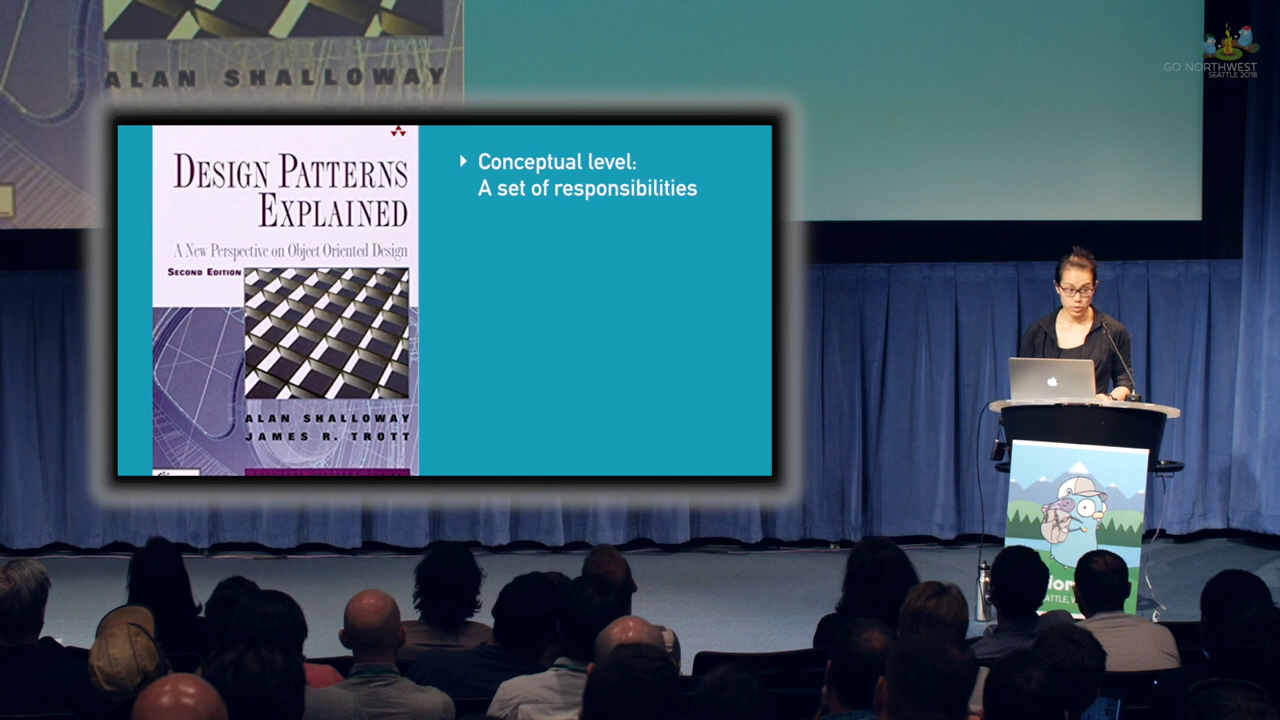 ALAN SHALLOWAY
GO NORTHWEST
SEATTLE 2018
DESIGN PATTERNS
EXPLAINED
A New Perspective on Object Oriented Design
SECOND EDITION
ALAN SHALLOWAY
JAMES R. TROTT
Conceptual level:
A set of responsibilities